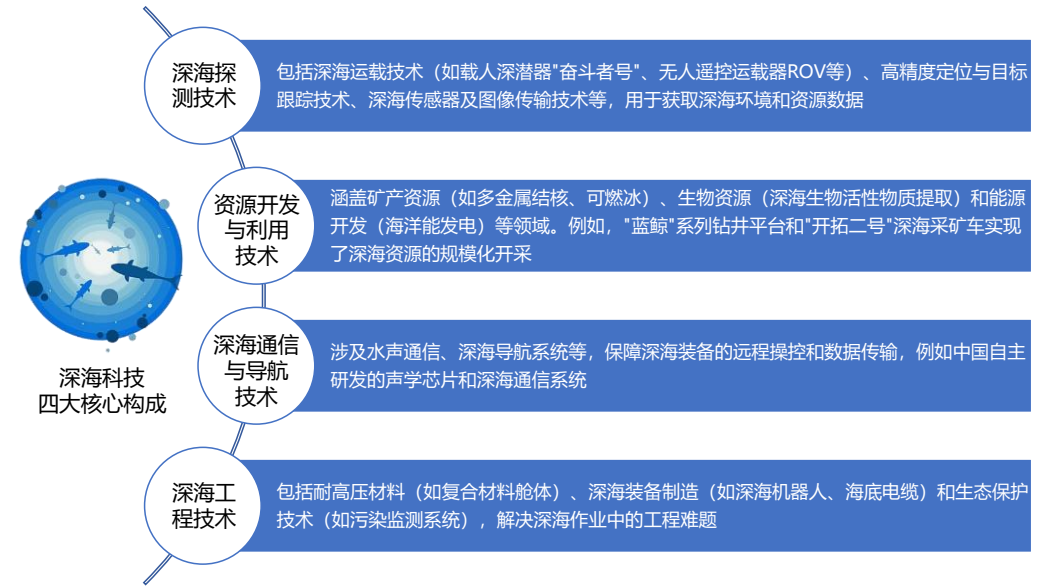 深海科技
四大核心构成
深海探
测技术
包括深海运载技术（如载人深潜器"奋斗者号"、无人遥控运载器ROV等）、高精度定位与目标
跟踪技术、深海传感器及图像传输技术等，用于获取深海环境和资源数据
资源开发
与利用
技术
涵盖矿产资源（如多金属结核、可燃冰）、生物资源（深海生物活性物质提取）和能源
开发（海洋能发电）等领域。例如，"蓝鲸"系列钻井平台和"开拓二号"深海采矿车实现
了深海资源的规模化开采
深海通信
与导航
技术
涉及水声通信、深海导航系统等，保障深海装备的远程操控和数据传输，例如中国自主
研发的声学芯片和深海通信系统
深海工
程技术
包括耐高压材料（如复合材料舱体）、深海装备制造（如深海机器人、海底电缆）和生态保护
技术（如污染监测系统），解决深海作业中的工程难题